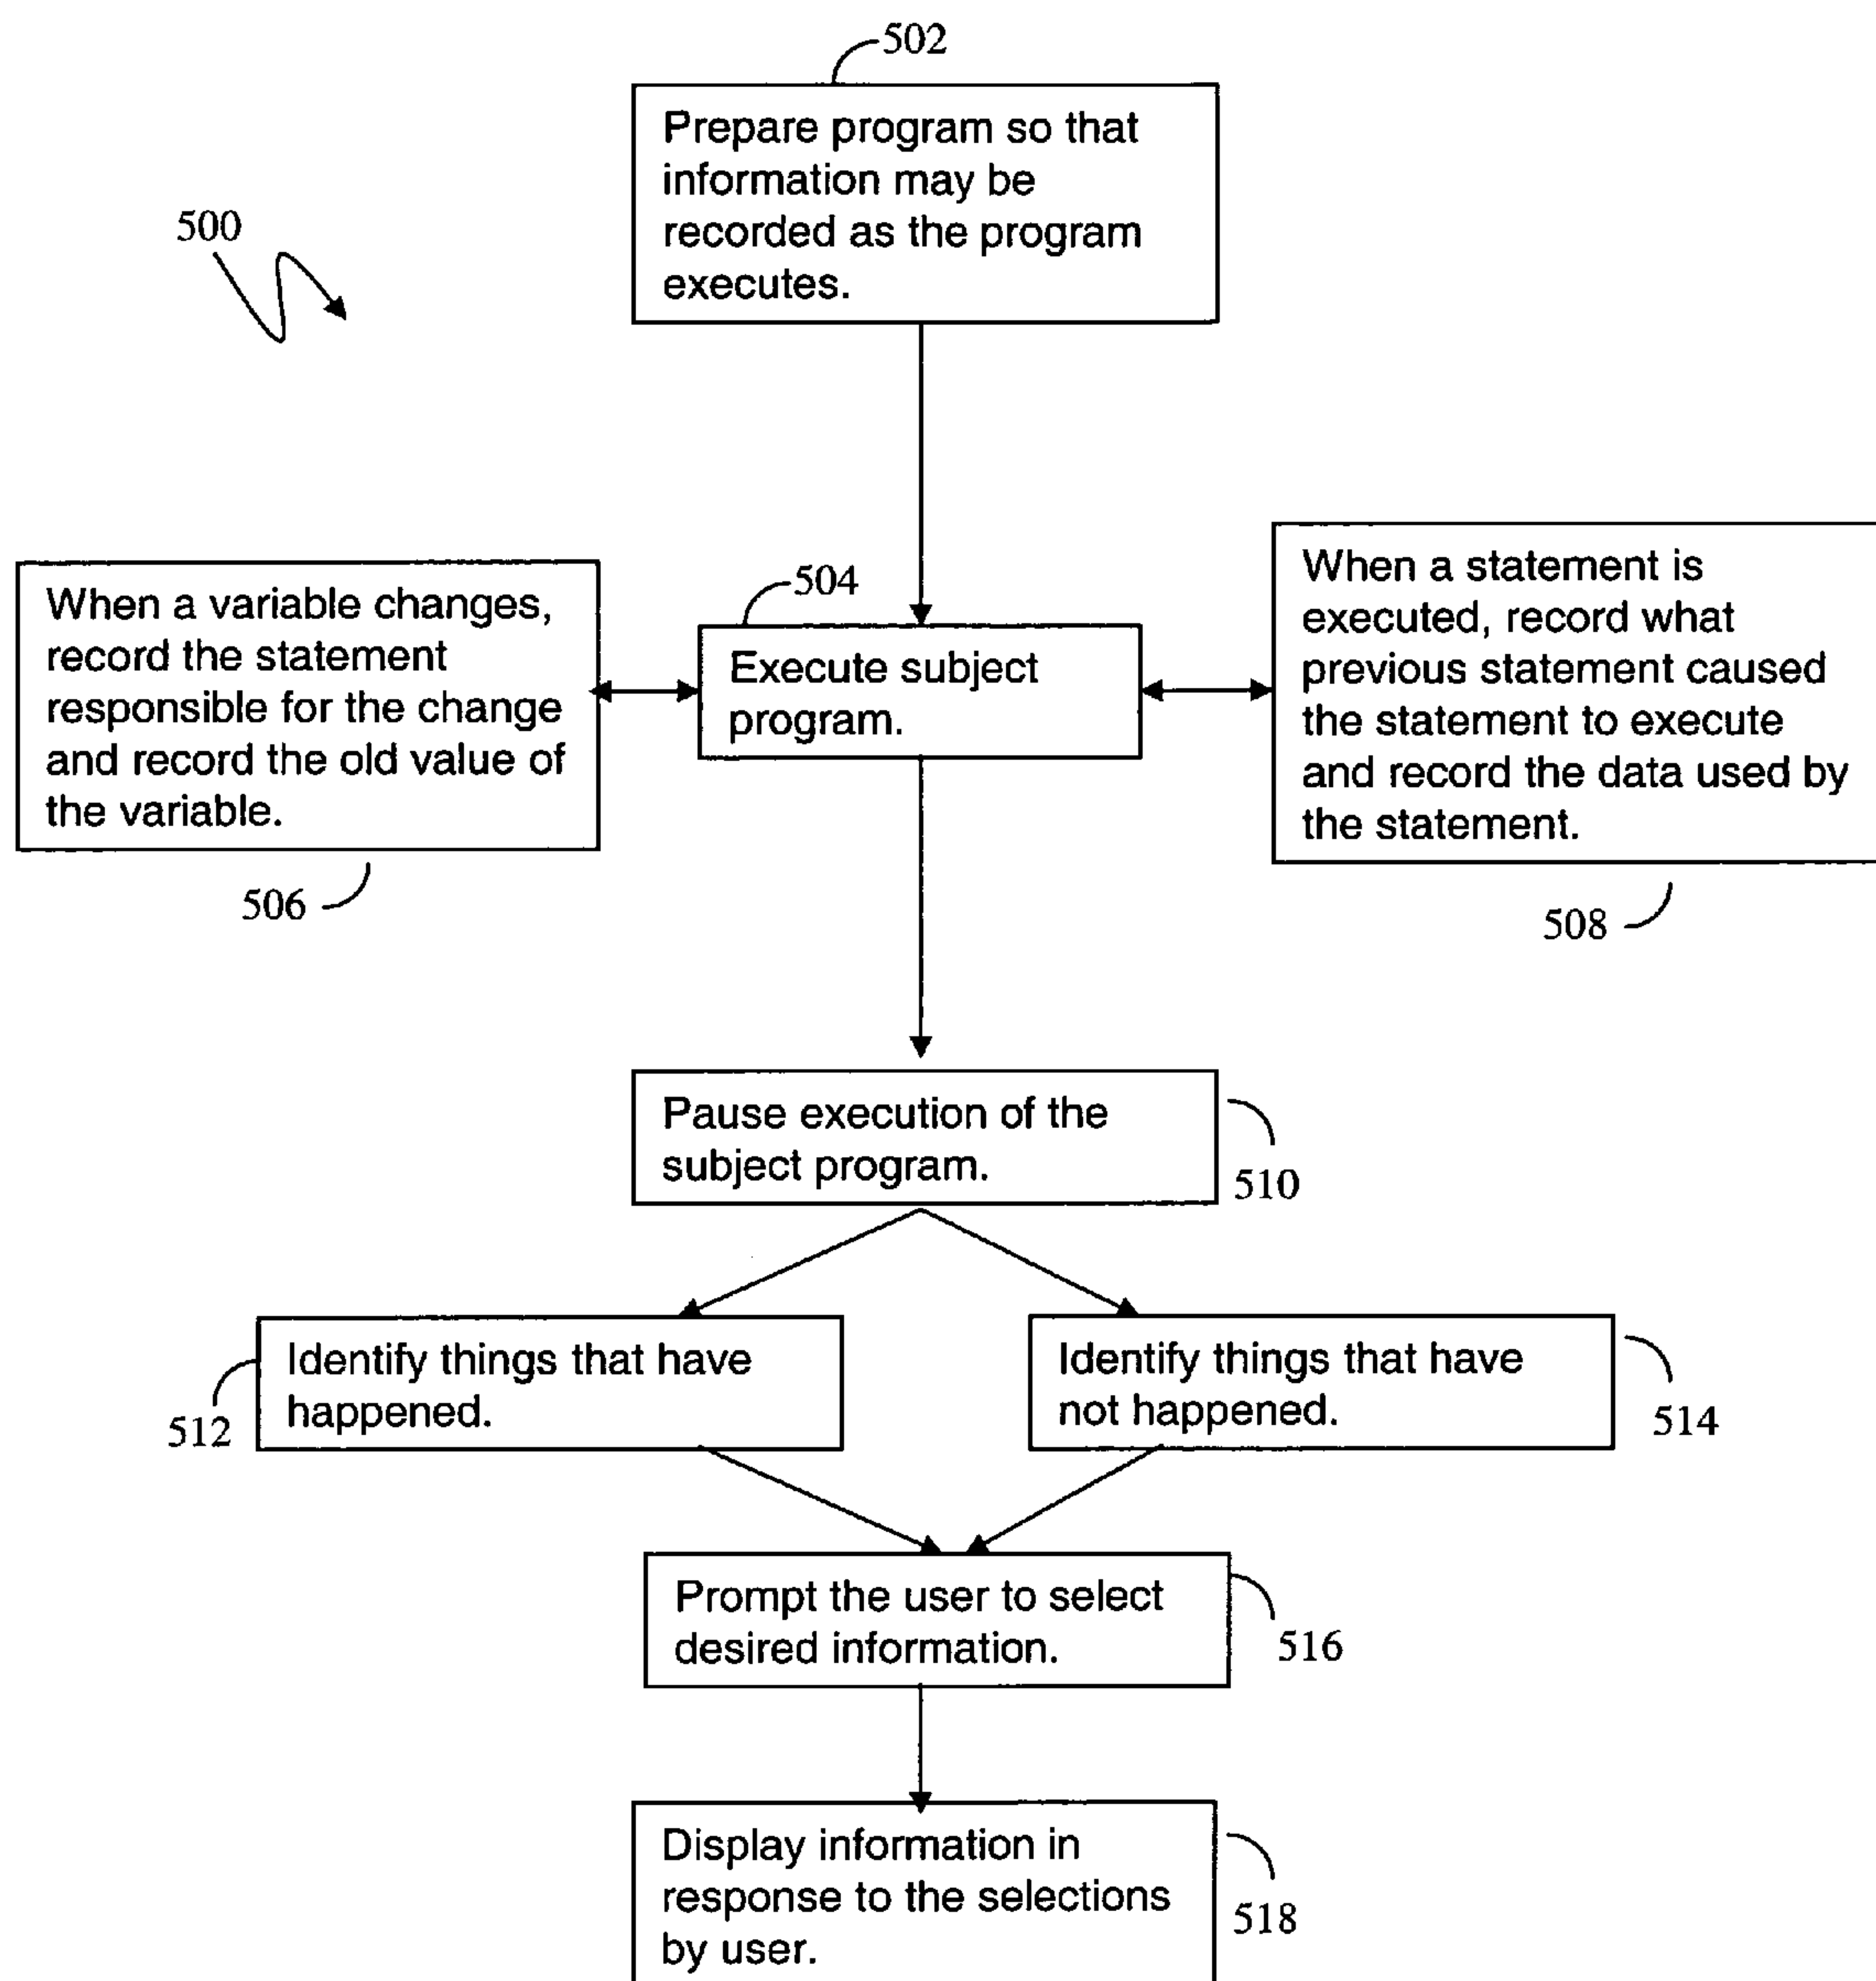 502
Prepare program so that
information may be
recorded as the program
executes.
500
504
When a variable changes,
record the statement
responsible for the change
and record the old value of
the variable.
506
Execute subject
program.
When a statement is
executed, record what
previous statement caused
the statement to execute
and record the data used by
the statement.
508
Pause execution of the
subject program.
510
Identify things that have
happened.
512
Identify things that have
not happened.
514
Prompt the user to select
desired information.
516
Display information in
response to the selections
by user.
518